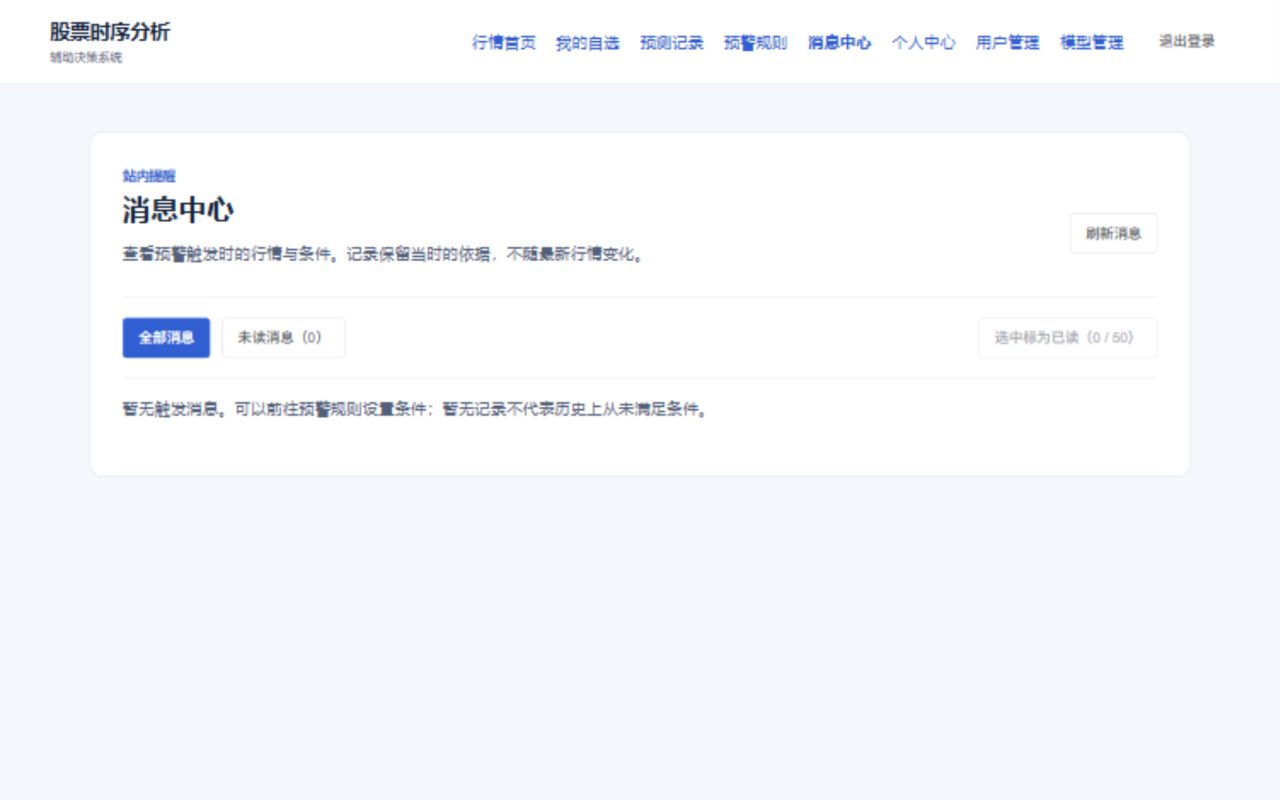 股票时序分析
辅助决策系统
行情首页 我的自选 预测记录 预警规则 消息中心 个人中心 用户管理 模型管理 退出登录
站内提醒
消息中心
查看预警触发时的行情与条件。记录保留当时的依据，不随最新行情变化。
刷新消息
全部消息 未读消息（0） 选中标为已读（0 / 50）
暂无触发消息。可以前往预警规则设置条件；暂无记录不代表历史上从未满足条件。